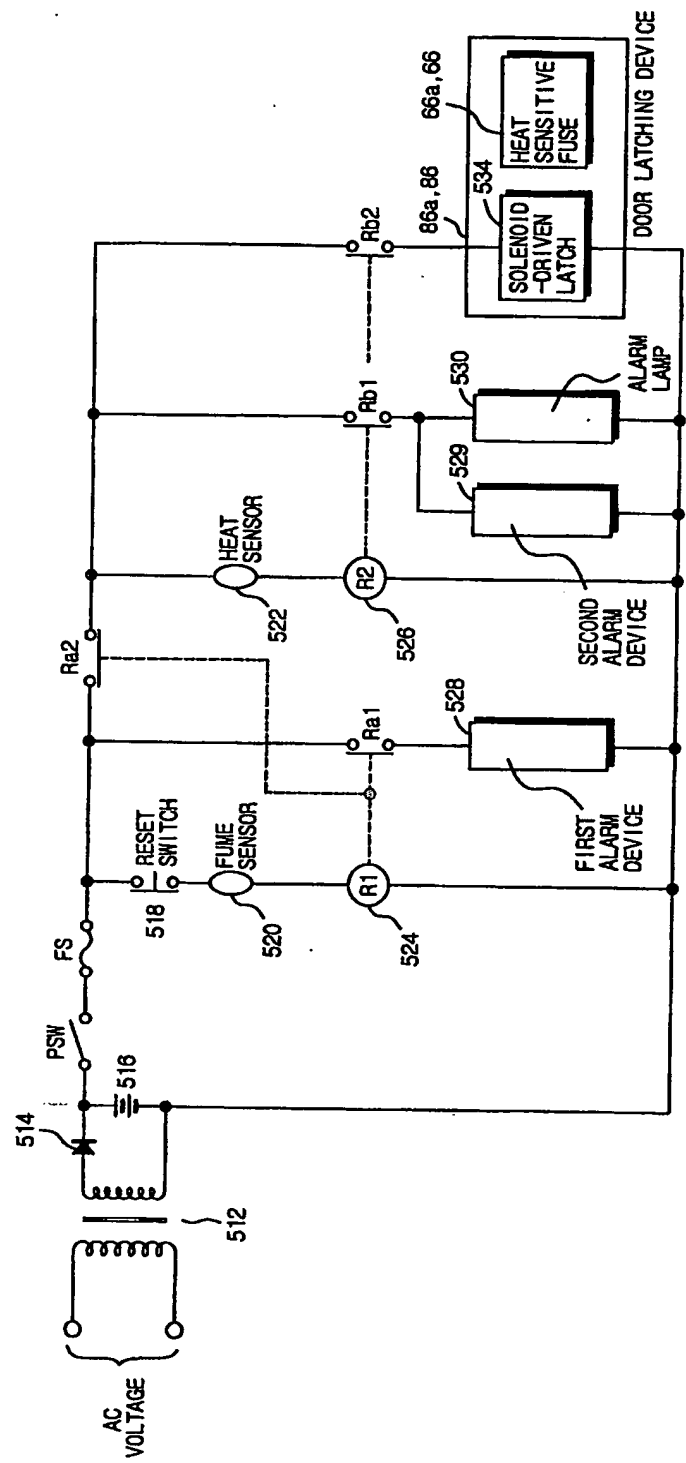 AC
VOLTAGE
512
514
516
PSW
FS
RESET
SWITCH
518
FUME
SENSOR
520
R1
524
Ra1
528
FIRST
ALARM
DEVICE
Ra2
HEAT
SENSOR
522
R2
526
Rb1
529
530
SECOND
ALARM
DEVICE
ALARM
LAMP
Rb2
86a,86
66a,66
534
SOLENOID
-DRIVEN
LATCH
HEAT
SENSITIVE
FUSE
DOOR LATCHING DEVICE